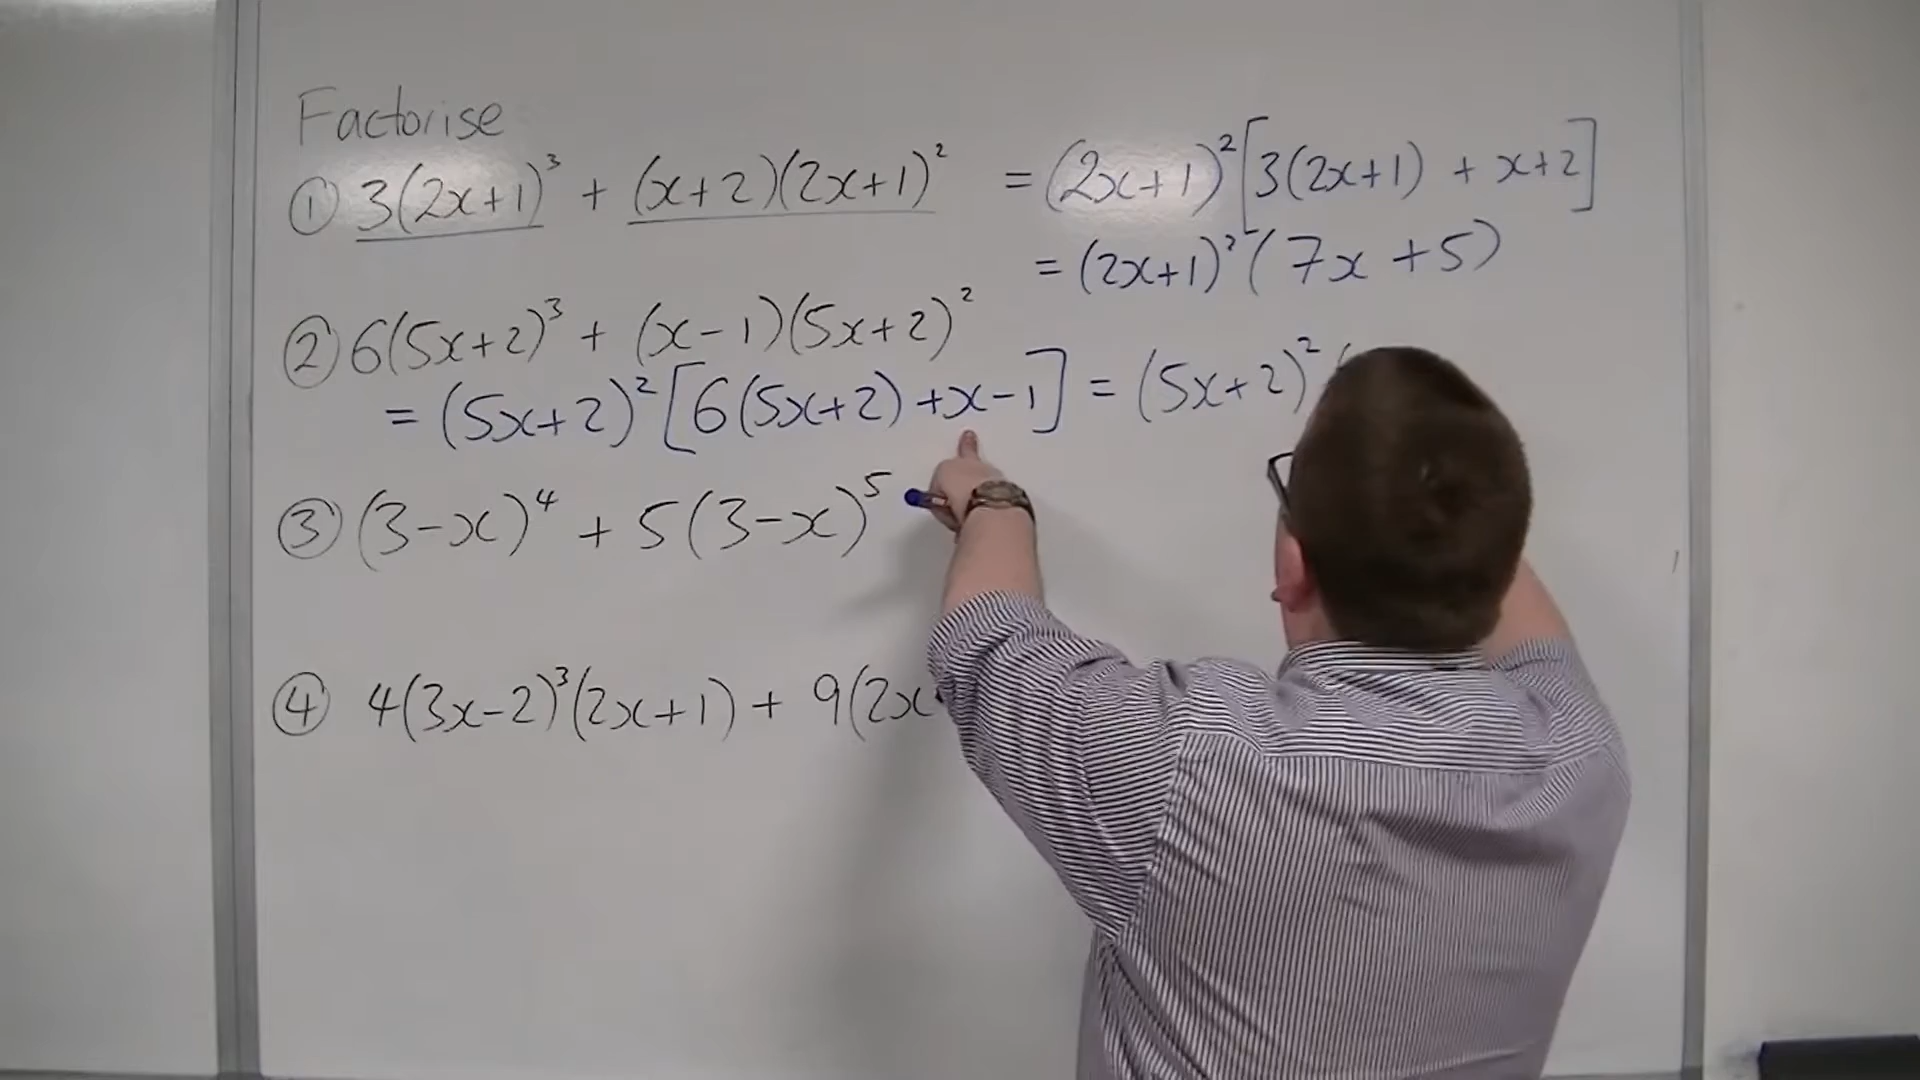 Factorise
① 3(2x+1)³ + (x+2)(2x+1)² = (2x+1)²[3(2x+1) + x+2]
= (2x+1)²(7x+5)
② 6(5x+2)³ + (x-1)(5x+2)²
= (5x+2)²[6(5x+2)+x-1] = (5x+2)²(
③ (3-x)⁴ + 5(3-x)⁵
④ 4(3x-2)³(2x+1) + 9(2x